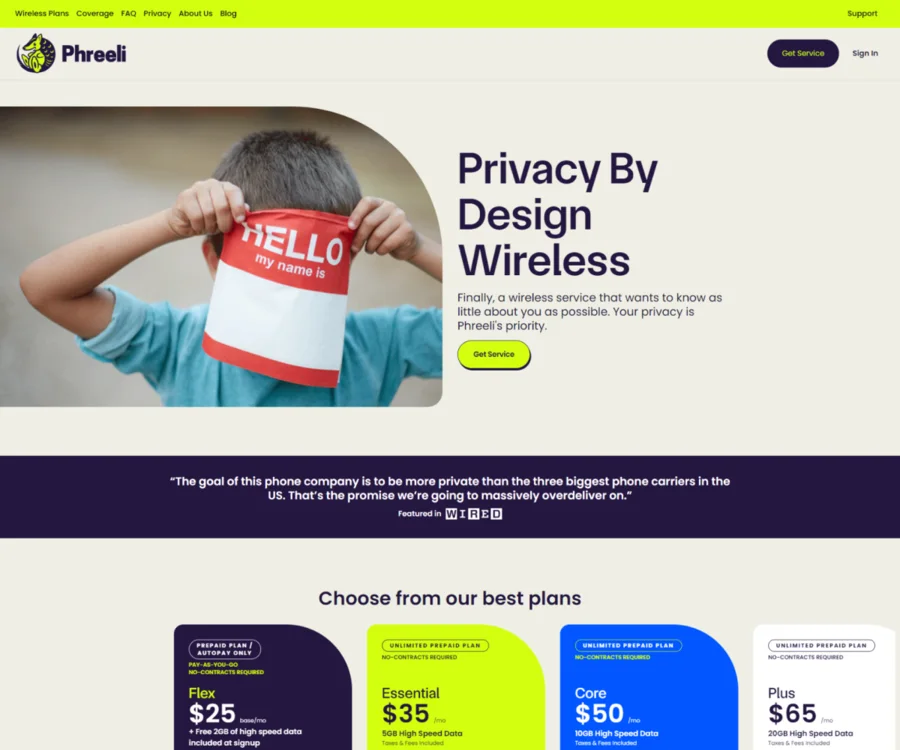 Wireless Plans Coverage FAQ Privacy About Us Blog Support
Phreeli Get Service Sign In
HELLO
my name is
Privacy By
Design
Wireless
Finally, a wireless service that wants to know as
little about you as possible. Your privacy is
Phreeli's priority.
Get Service
“The goal of this phone company is to be more private than the three biggest phone carriers in the
US. That’s the promise we’re going to massively overdeliver on.”
Featured in WIRED
Choose from our best plans
PREPAID PLAN /
AUTOPAY ONLY
PAY-AS-YOU-GO
NO-CONTRACTS REQUIRED
Flex
$25 base/mo
+ Free 2GB of high speed data
included at signup
UNLIMITED PREPAID PLAN
NO-CONTRACTS REQUIRED
Essential
$35 /mo
5GB High Speed Data
Taxes & Fees Included
UNLIMITED PREPAID PLAN
NO-CONTRACTS REQUIRED
Core
$50 /mo
10GB High Speed Data
Taxes & Fees Included
UNLIMITED PREPAID PLAN
NO-CONTRACTS REQUIRED
Plus
$65 /mo
20GB High Speed Data
Taxes & Fees Included